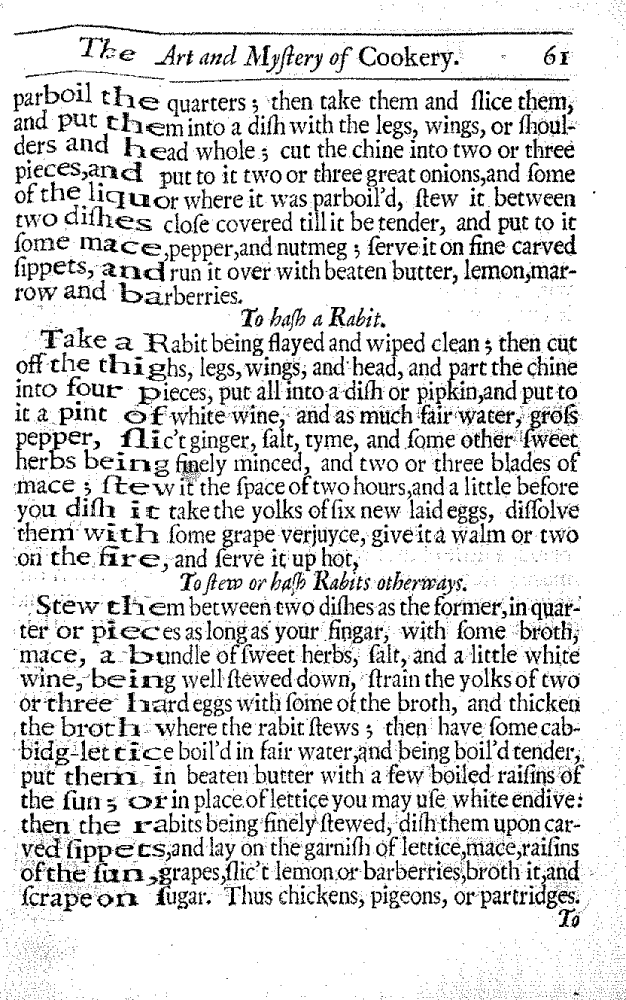 The Art and Myſtery of Cookery. 61
parboil the quarters; then take them and ſlice them,
and put them into a diſh with the legs, wings, or ſhoul-
ders and head whole; cut the chine into two or three
pieces, and put to it two or three great onions, and ſome
of the liquor where it was parboil’d, ſtew it between
two diſhes cloſe covered till it be tender, and put to it
ſome mace, pepper, and nutmeg; ſerve it on fine carved
ſippets, and run it over with beaten butter, lemon, mar-
row and barberries.
To haſh a Rabit.
Take a Rabit being flayed and wiped clean; then cut
off the thighs, legs, wings, and head, and part the chine
into four pieces, put all into a diſh or pipkin, and put to
it a pint of white wine, and as much fair water, groſs
pepper, ſlic’t ginger, ſalt, tyme, and ſome other ſweet
herbs being finely minced, and two or three blades of
mace; ſtew it the ſpace of two hours, and a little before
you diſh it take the yolks of ſix new laid eggs, diſſolve
them with ſome grape verjuyce, give it a walm or two
on the fire, and ſerve it up hot,
To ſtew or haſh Rabits otherways.
Stew them between two diſhes as the former, in quar-
ter or pieces as long as your fingar, with ſome broth,
mace, a bundle of ſweet herbs, ſalt, and a little white
wine, being well ſtewed down, ſtrain the yolks of two
or three hard eggs with ſome of the broth, and thicken
the broth where the rabit ſtews; then have ſome cab-
bidg-lettice boil’d in fair water, and being boil’d tender,
put them in beaten butter with a few boiled raiſins of
the ſun; or in place of lettice you may uſe white endive:
then the rabits being finely ſtewed, diſh them upon car-
ved ſippets, and lay on the garniſh of lettice, mace, raiſins
of the ſun, grapes, ſlic’t lemon or barberries, broth it, and
ſcrape on ſugar. Thus chickens, pigeons, or partridges.
To